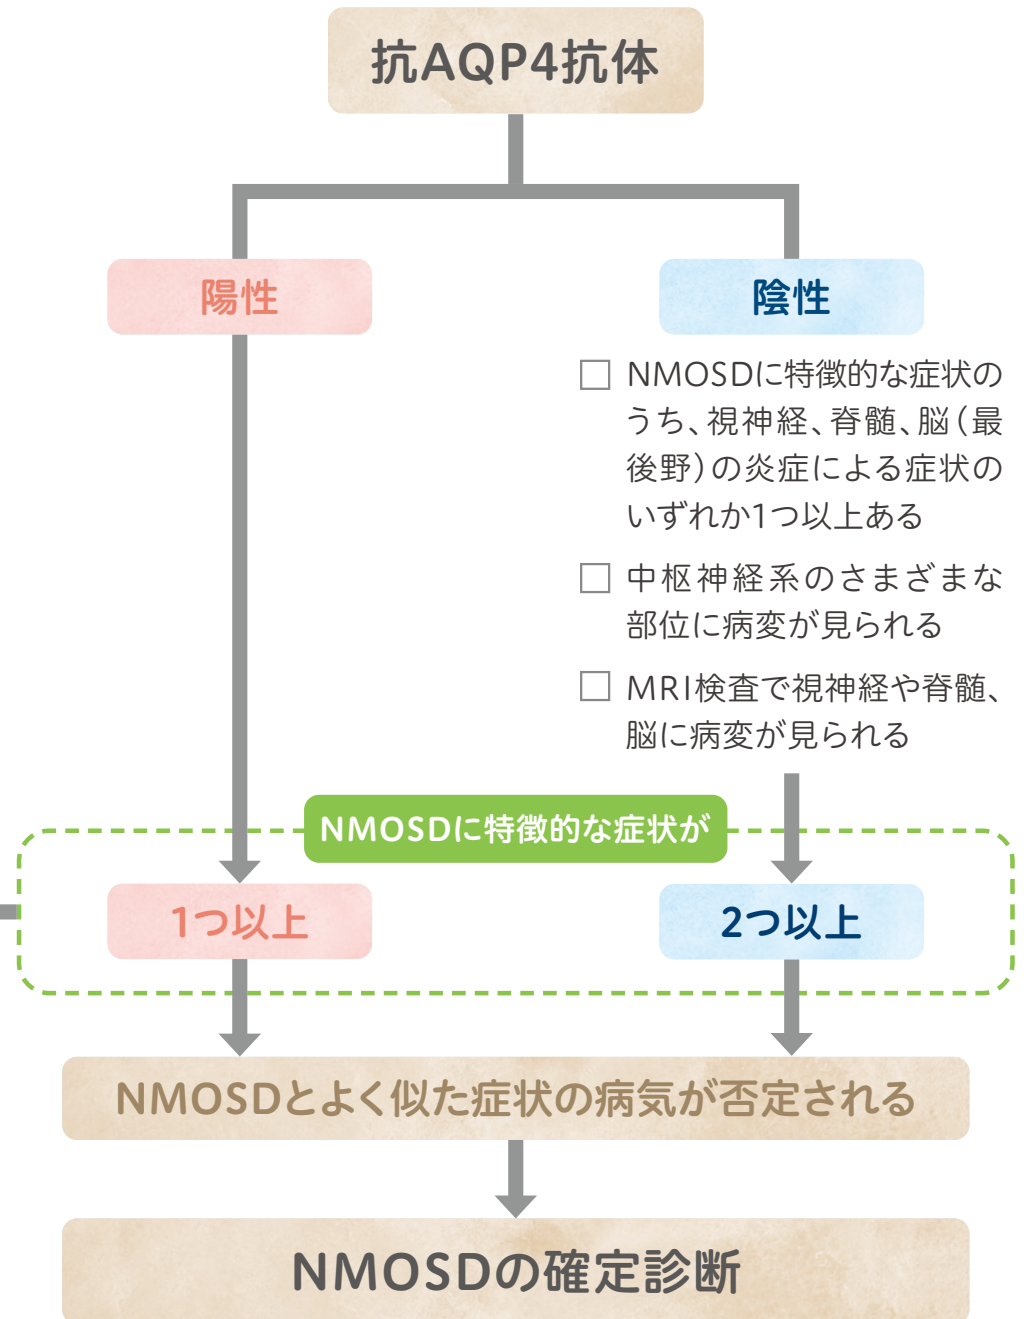 抗AQP4抗体
陽性
陰性
□ NMOSDに特徴的な症状の
うち、視神経、脊髄、脳(最
後野)の炎症による症状の
いずれか1つ以上ある
□ 中枢神経系のさまざまな
部位に病変が見られる
□ MRI検査で視神経や脊髄、
脳に病変が見られる
NMOSDに特徴的な症状が
1つ以上
2つ以上
NMOSDとよく似た症状の病気が否定される
NMOSDの確定診断